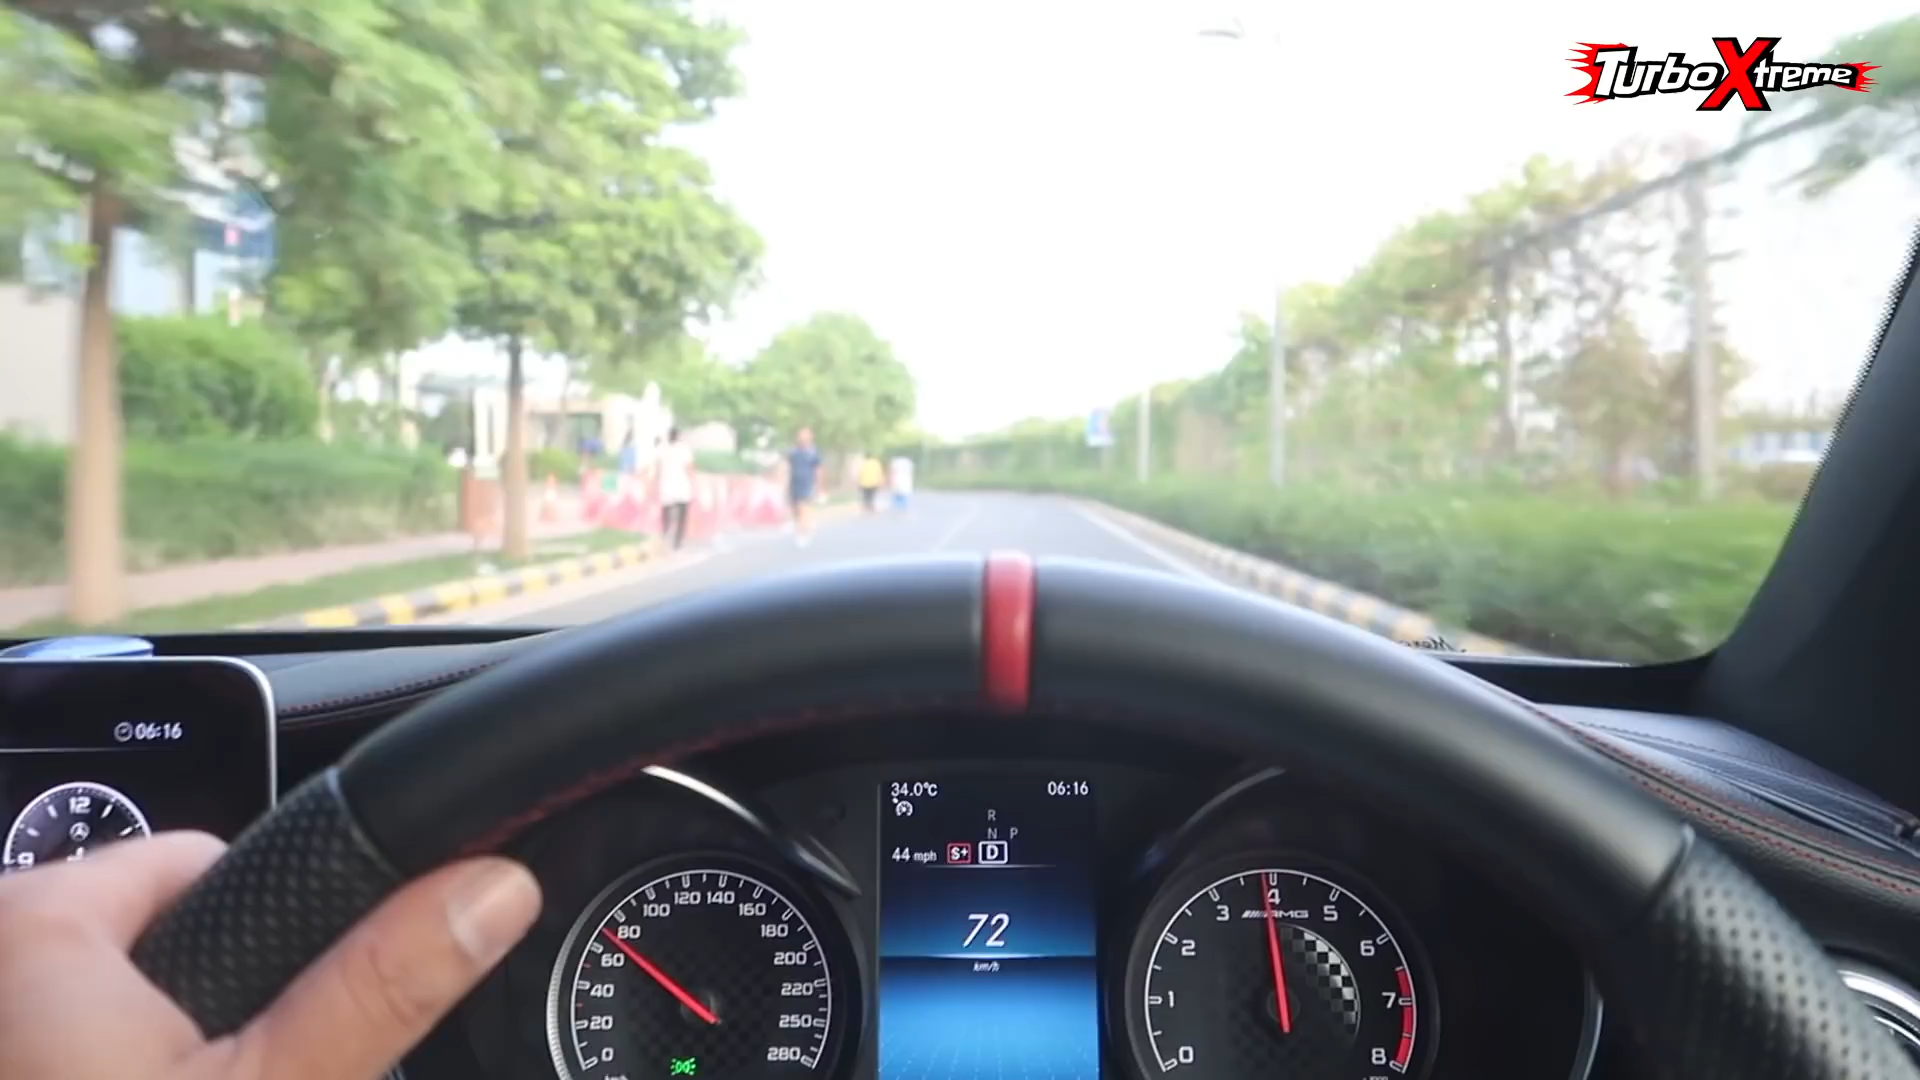 TurboXtreme
06:16
12
9
34.0°C 06:16
R
N P
44 mph S+ D
72
km/h
0 20 40 60 80 100 120 140 160 180 200 220 250 280
AMG
0 1 2 3 4 5 6 7 8